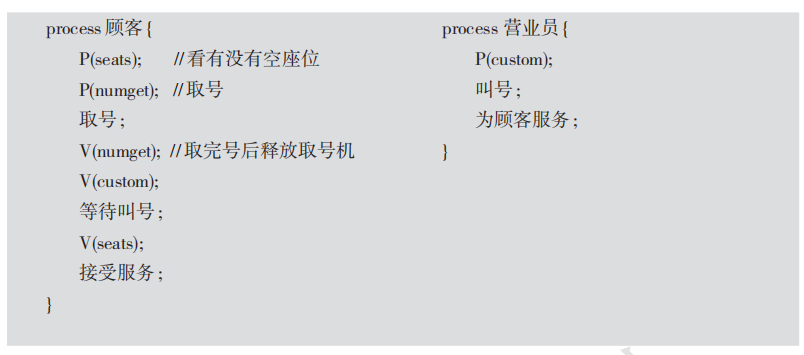 process 顾客{
P(seats); //看有没有空座位
P(numget); //取号
取号;
V(numget); //取完号后释放取号机
V(custom);
等待叫号;
V(seats);
接受服务;
}
process 营业员{
P(custom);
叫号;
为顾客服务;
}